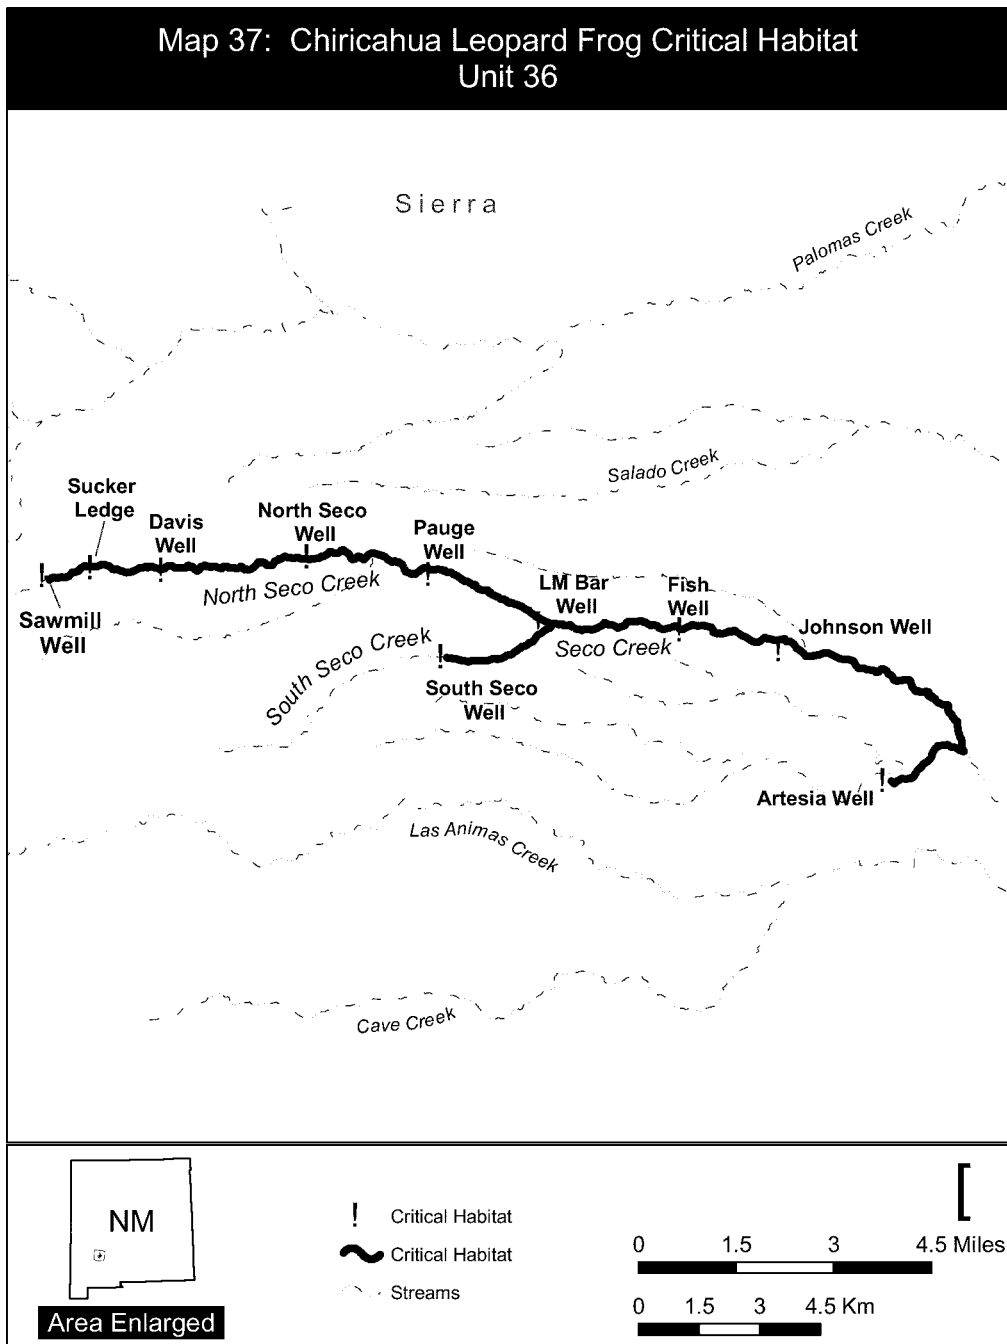 Map 37: Chiricahua Leopard Frog Critical Habitat
Unit 36
Sierra
Palomas Creek
Salado Creek
Sucker
Ledge
Davis
Well
North Seco
Well
Pauge
Well
North Seco Creek
LM Bar
Well
Fish
Well
Sawmill
Well
Johnson Well
Seco Creek
South Seco Creek
South Seco
Well
Artesia Well
Las Animas Creek
Cave Creek
NM
Area Enlarged
! Critical Habitat
Critical Habitat
Streams
[
0 1.5 3 4.5 Miles
0 1.5 3 4.5 Km